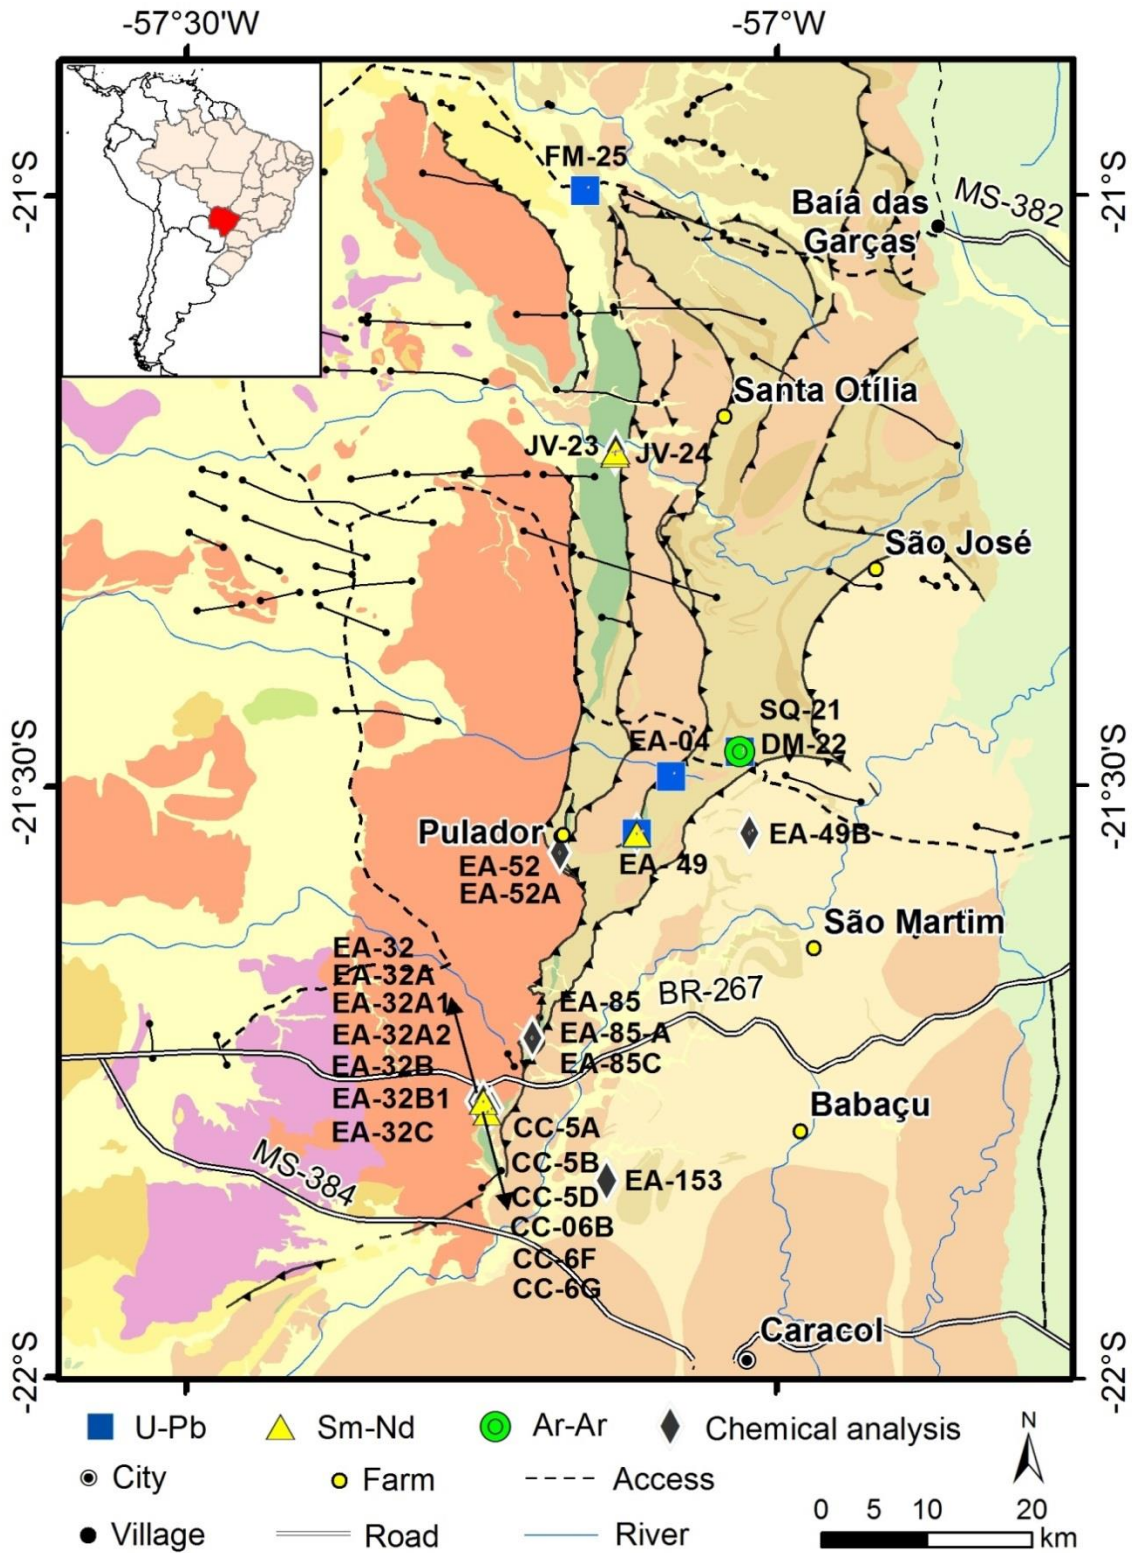 -57°30'W
-57°W
-21°S
-21°S
FM-25
Baíá das
Garças
MS-382
Santa Otília
JV-23
JV-24
São José
SQ-21
EA-04
DM-22
-21°30'S
-21°30'S
Pulador
EA-49B
EA-52
EA-49
EA-52A
São Martim
EA-32
EA-32A
EA-32A1
EA-32A2
EA-32B
EA-32B1
EA-32C
BR-267
EA-85
EA-85-A
EA-85C
Babaçu
CC-5A
CC-5B
CC-5D
CC-06B
CC-6F
CC-6G
EA-153
MS-384
Caracol
-22°S
-22°S
U-Pb
Sm-Nd
Ar-Ar
Chemical analysis
N
City
Farm
Access
Village
Road
River
0 5 10 20
km